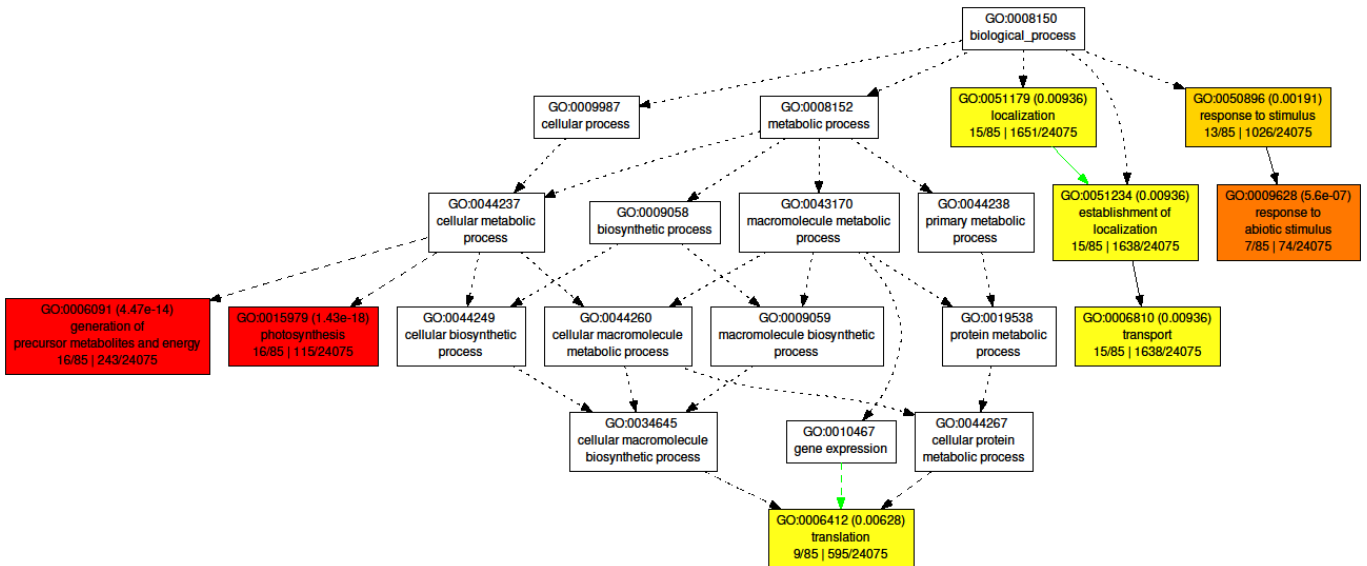 GO:0008150
biological_process
GO:0009987
cellular process
GO:0008152
metabolic process
GO:0051179 (0.00936)
localization
15/85 | 1651/24075
GO:0050896 (0.00191)
response to stimulus
13/85 | 1026/24075
GO:0044237
cellular metabolic
process
GO:0009058
biosynthetic process
GO:0043170
macromolecule metabolic
process
GO:0044238
primary metabolic
process
GO:0051234 (0.00936)
establishment of
localization
15/85 | 1638/24075
GO:0009628 (5.6e-07)
response to
abiotic stimulus
7/85 | 74/24075
GO:0006091 (4.47e-14)
generation of
precursor metabolites and energy
16/85 | 243/24075
GO:0015979 (1.43e-18)
photosynthesis
16/85 | 115/24075
GO:0044249
cellular biosynthetic
process
GO:0044260
cellular macromolecule
metabolic process
GO:0009059
macromolecule biosynthetic
process
GO:0019538
protein metabolic
process
GO:0006810 (0.00936)
transport
15/85 | 1638/24075
GO:0034645
cellular macromolecule
biosynthetic process
GO:0010467
gene expression
GO:0044267
cellular protein
metabolic process
GO:0006412 (0.00628)
translation
9/85 | 595/24075